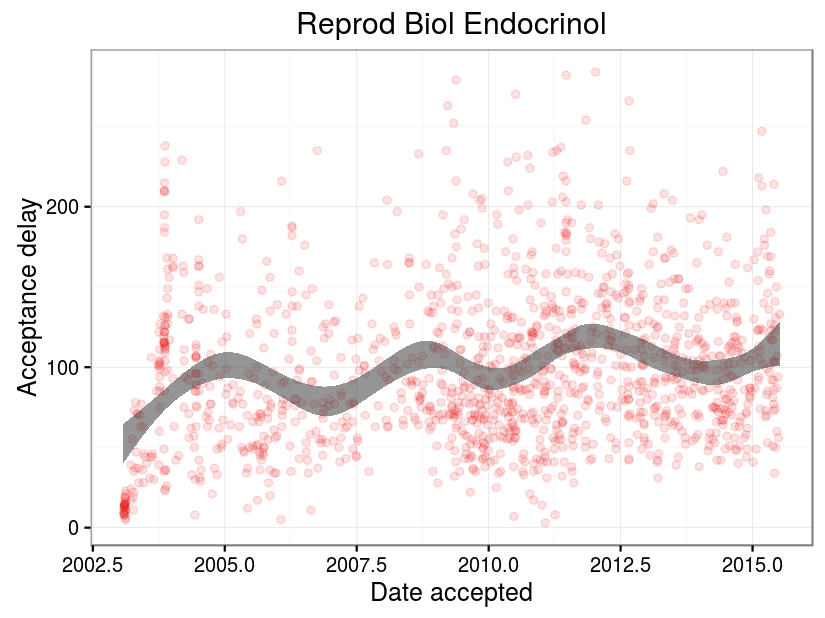 Reprod Biol Endocrinol
Acceptance delay
200
100
0
2002.5 2005.0 2007.5 2010.0 2012.5 2015.0
Date accepted